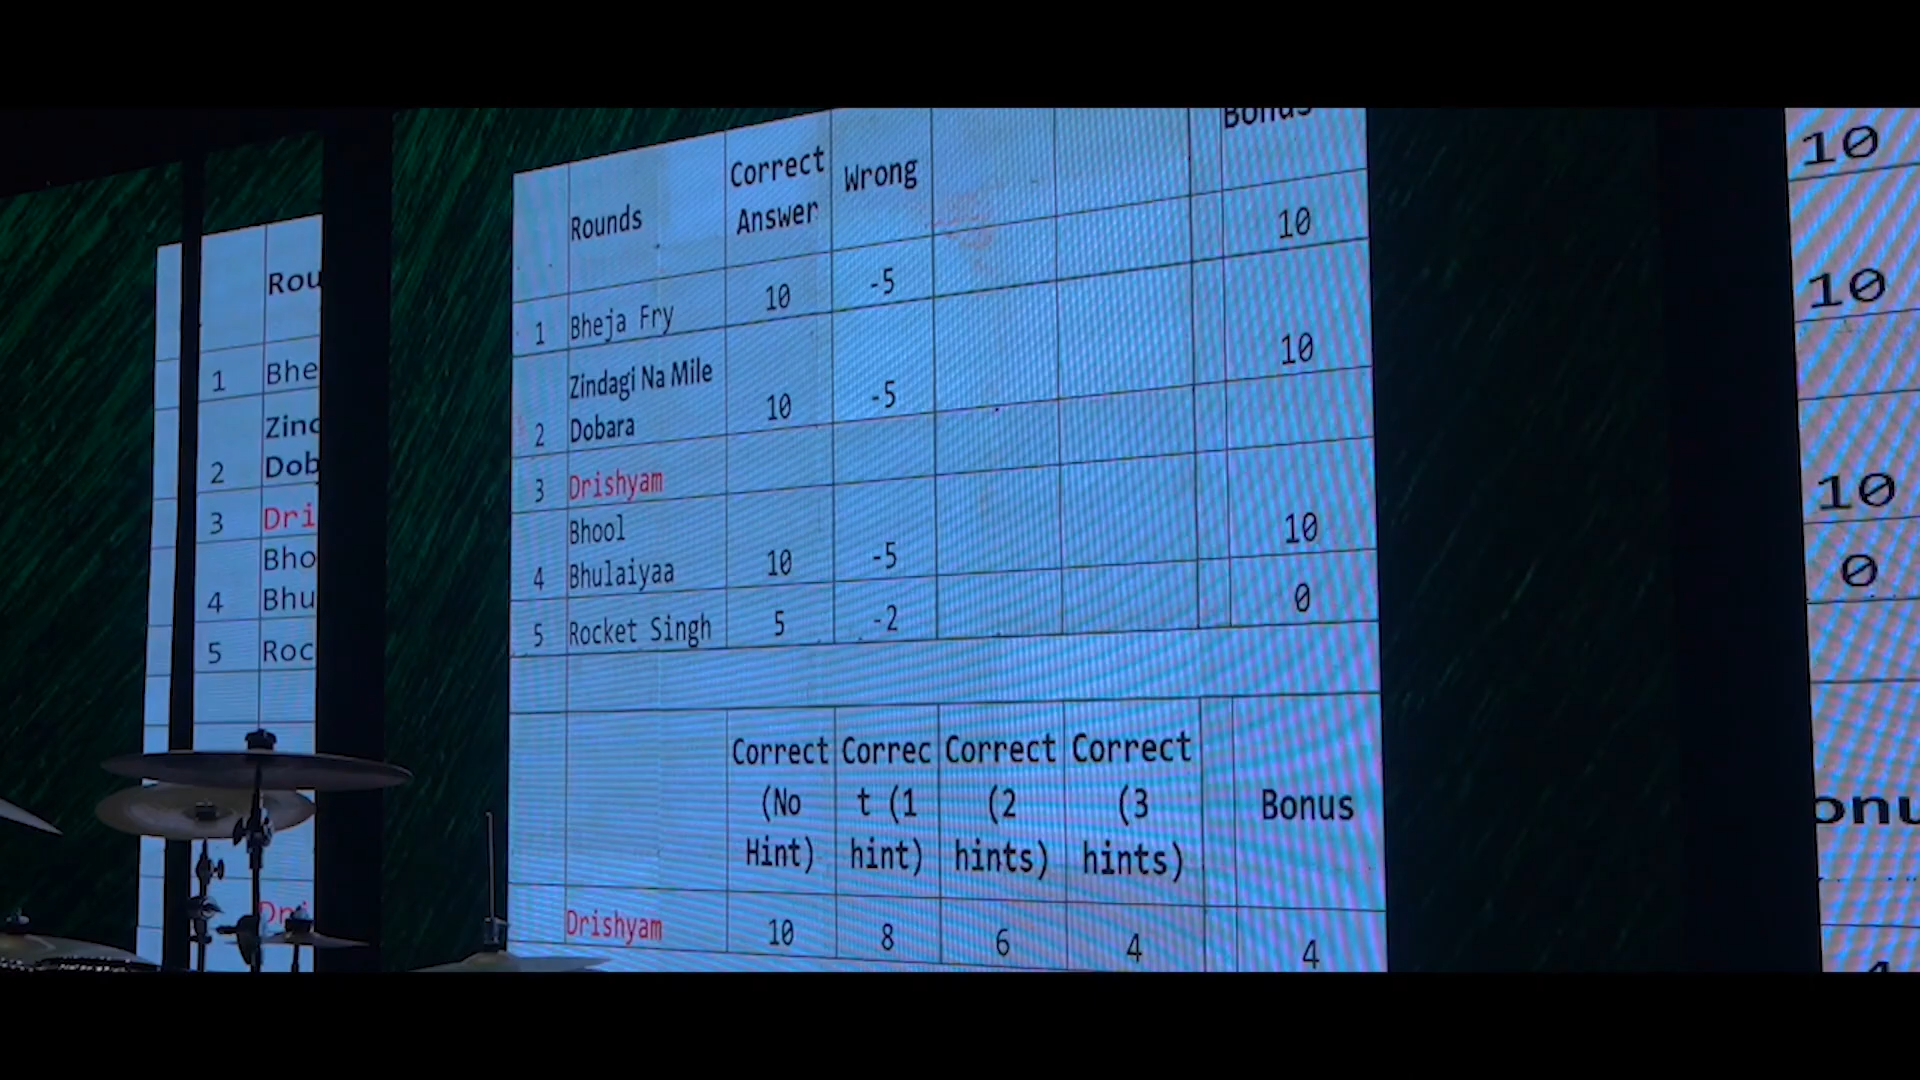 Bonus
Correct
Answer
Wrong
Rounds
1 Bheja Fry 10 -5 10
Zindagi Na Mile
2 Dobara 10 -5 10
3 Drishyam
Bhool
4 Bhulaiyaa 10 -5 10
5 Rocket Singh 5 -2 0
Correct Correc Correct Correct
(No t (1 (2 (3 Bonus
Hint) hint) hints) hints)
Drishyam 10 8 6 4 4
Rou
1 Bhe
Zind
2 Dob
3 Dri
Bho
4 Bhu
5 Roc
Dri
10
10
10
0
onu